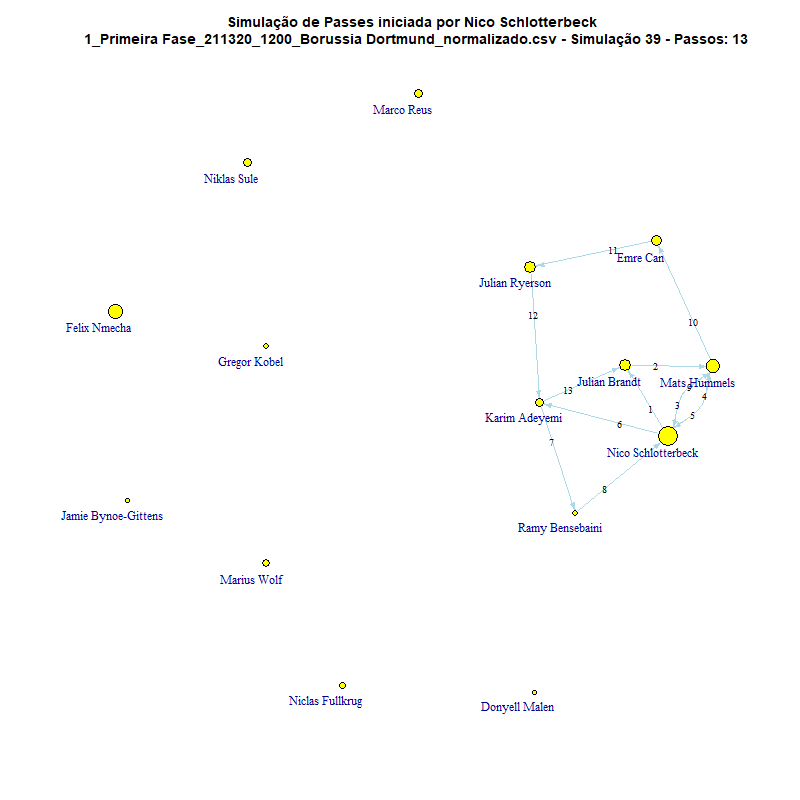 Simulação de Passes iniciada por Nico Schlotterbeck
1_Primeira Fase_211320_1200_Borussia Dortmund_normalizado.csv - Simulação 39 - Passos: 13
Marco Reus
Niklas Sule
11
Emre Can
Julian Ryerson
12
10
Felix Nmecha
Gregor Kobel
2
Julian Brandt
Mats Hummels
9
13
4
3
1
5
Karim Adeyemi
6
7
Nico Schlotterbeck
8
Jamie Bynoe-Gittens
Ramy Bensebaini
Marius Wolf
Niclas Fullkrug
Donyell Malen